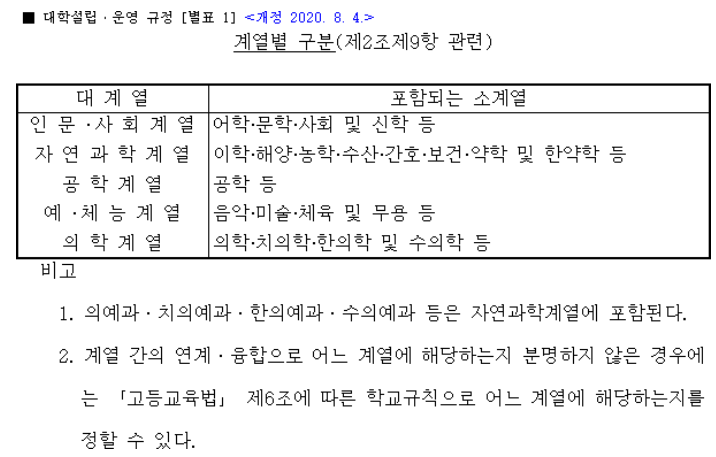 ■ 대학설립ㆍ운영 규정 [별표 1] <개정 2020. 8. 4.>
계열별 구분(제2조제9항 관련)
대 계 열 포함되는 소계열
인 문 ·사 회 계 열 어학·문학·사회 및 신학 등
자 연 과 학 계 열 이학·해양·농학·수산·간호·보건·약학 및 한약학 등
공 학 계 열 공학 등
예 ·체 능 계 열 음악·미술·체육 및 무용 등
의 학 계 열 의학·치의학·한의학 및 수의학 등
비고
1. 의예과ㆍ치의예과ㆍ한의예과ㆍ수의예과 등은 자연과학계열에 포함된다.
2. 계열 간의 연계ㆍ융합으로 어느 계열에 해당하는지 분명하지 않은 경우에
는 「고등교육법」 제6조에 따른 학교규칙으로 어느 계열에 해당하는지를
정할 수 있다.